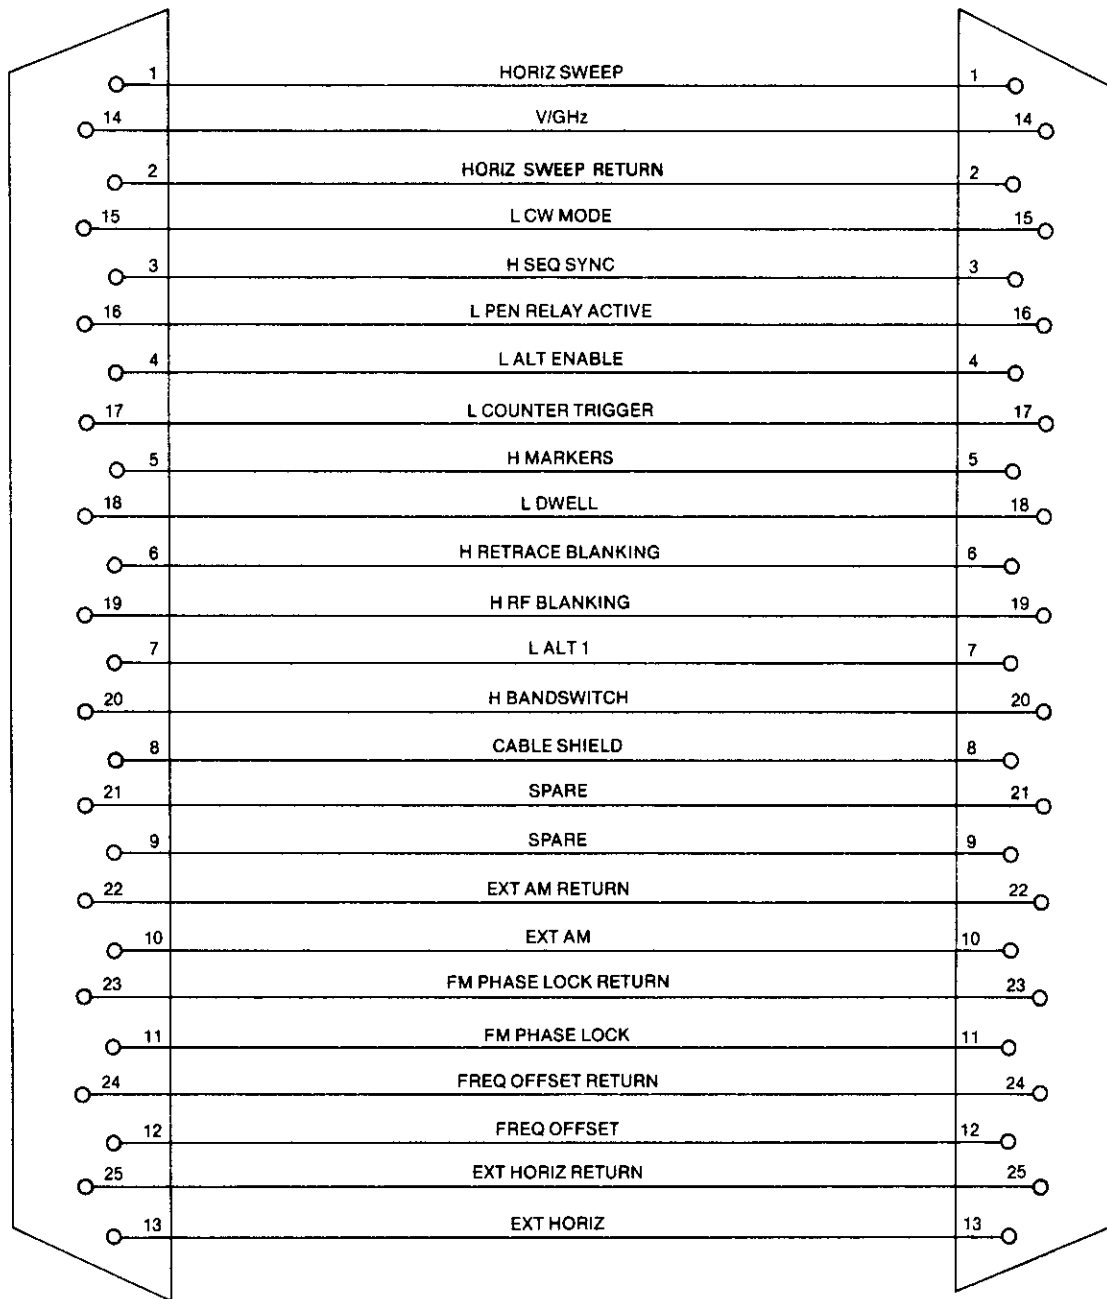 1 HORIZ SWEEP 1
14 V/GHz 14
2 HORIZ SWEEP RETURN 2
15 L CW MODE 15
3 H SEQ SYNC 3
16 L PEN RELAY ACTIVE 16
4 L ALT ENABLE 4
17 L COUNTER TRIGGER 17
5 H MARKERS 5
18 L DWELL 18
6 H RETRACE BLANKING 6
19 H RF BLANKING 19
7 L ALT 1 7
20 H BANDSWITCH 20
8 CABLE SHIELD 8
21 SPARE 21
9 SPARE 9
22 EXT AM RETURN 22
10 EXT AM 10
23 FM PHASE LOCK RETURN 23
11 FM PHASE LOCK 11
24 FREQ OFFSET RETURN 24
12 FREQ OFFSET 12
25 EXT HORIZ RETURN 25
13 EXT HORIZ 13